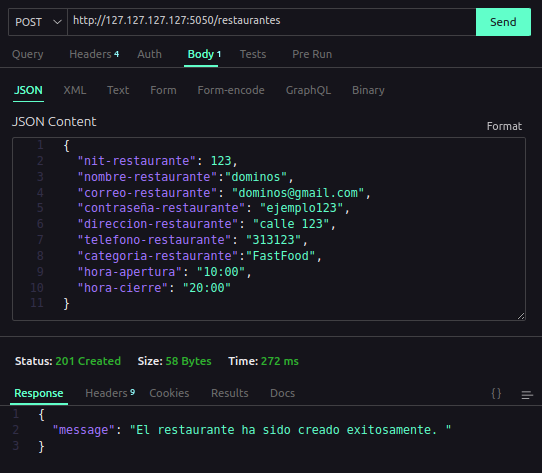 POST http://127.127.127.127:5050/restaurantes Send
Query Headers 4 Auth Body 1 Tests Pre Run
JSON XML Text Form Form-encode GraphQL Binary
JSON Content Format
1 {
2 "nit-restaurante": 123,
3 "nombre-restaurante":"dominos",
4 "correo-restaurante": "dominos@gmail.com",
5 "contraseña-restaurante": "ejemplo123",
6 "direccion-restaurante": "calle 123",
7 "telefono-restaurante": "313123",
8 "categoria-restaurante":"FastFood",
9 "hora-apertura": "10:00",
10 "hora-cierre": "20:00"
11 }
Status: 201 Created Size: 58 Bytes Time: 272 ms
Response Headers 9 Cookies Results Docs {}
1 {
2 "message": "El restaurante ha sido creado exitosamente. "
3 }